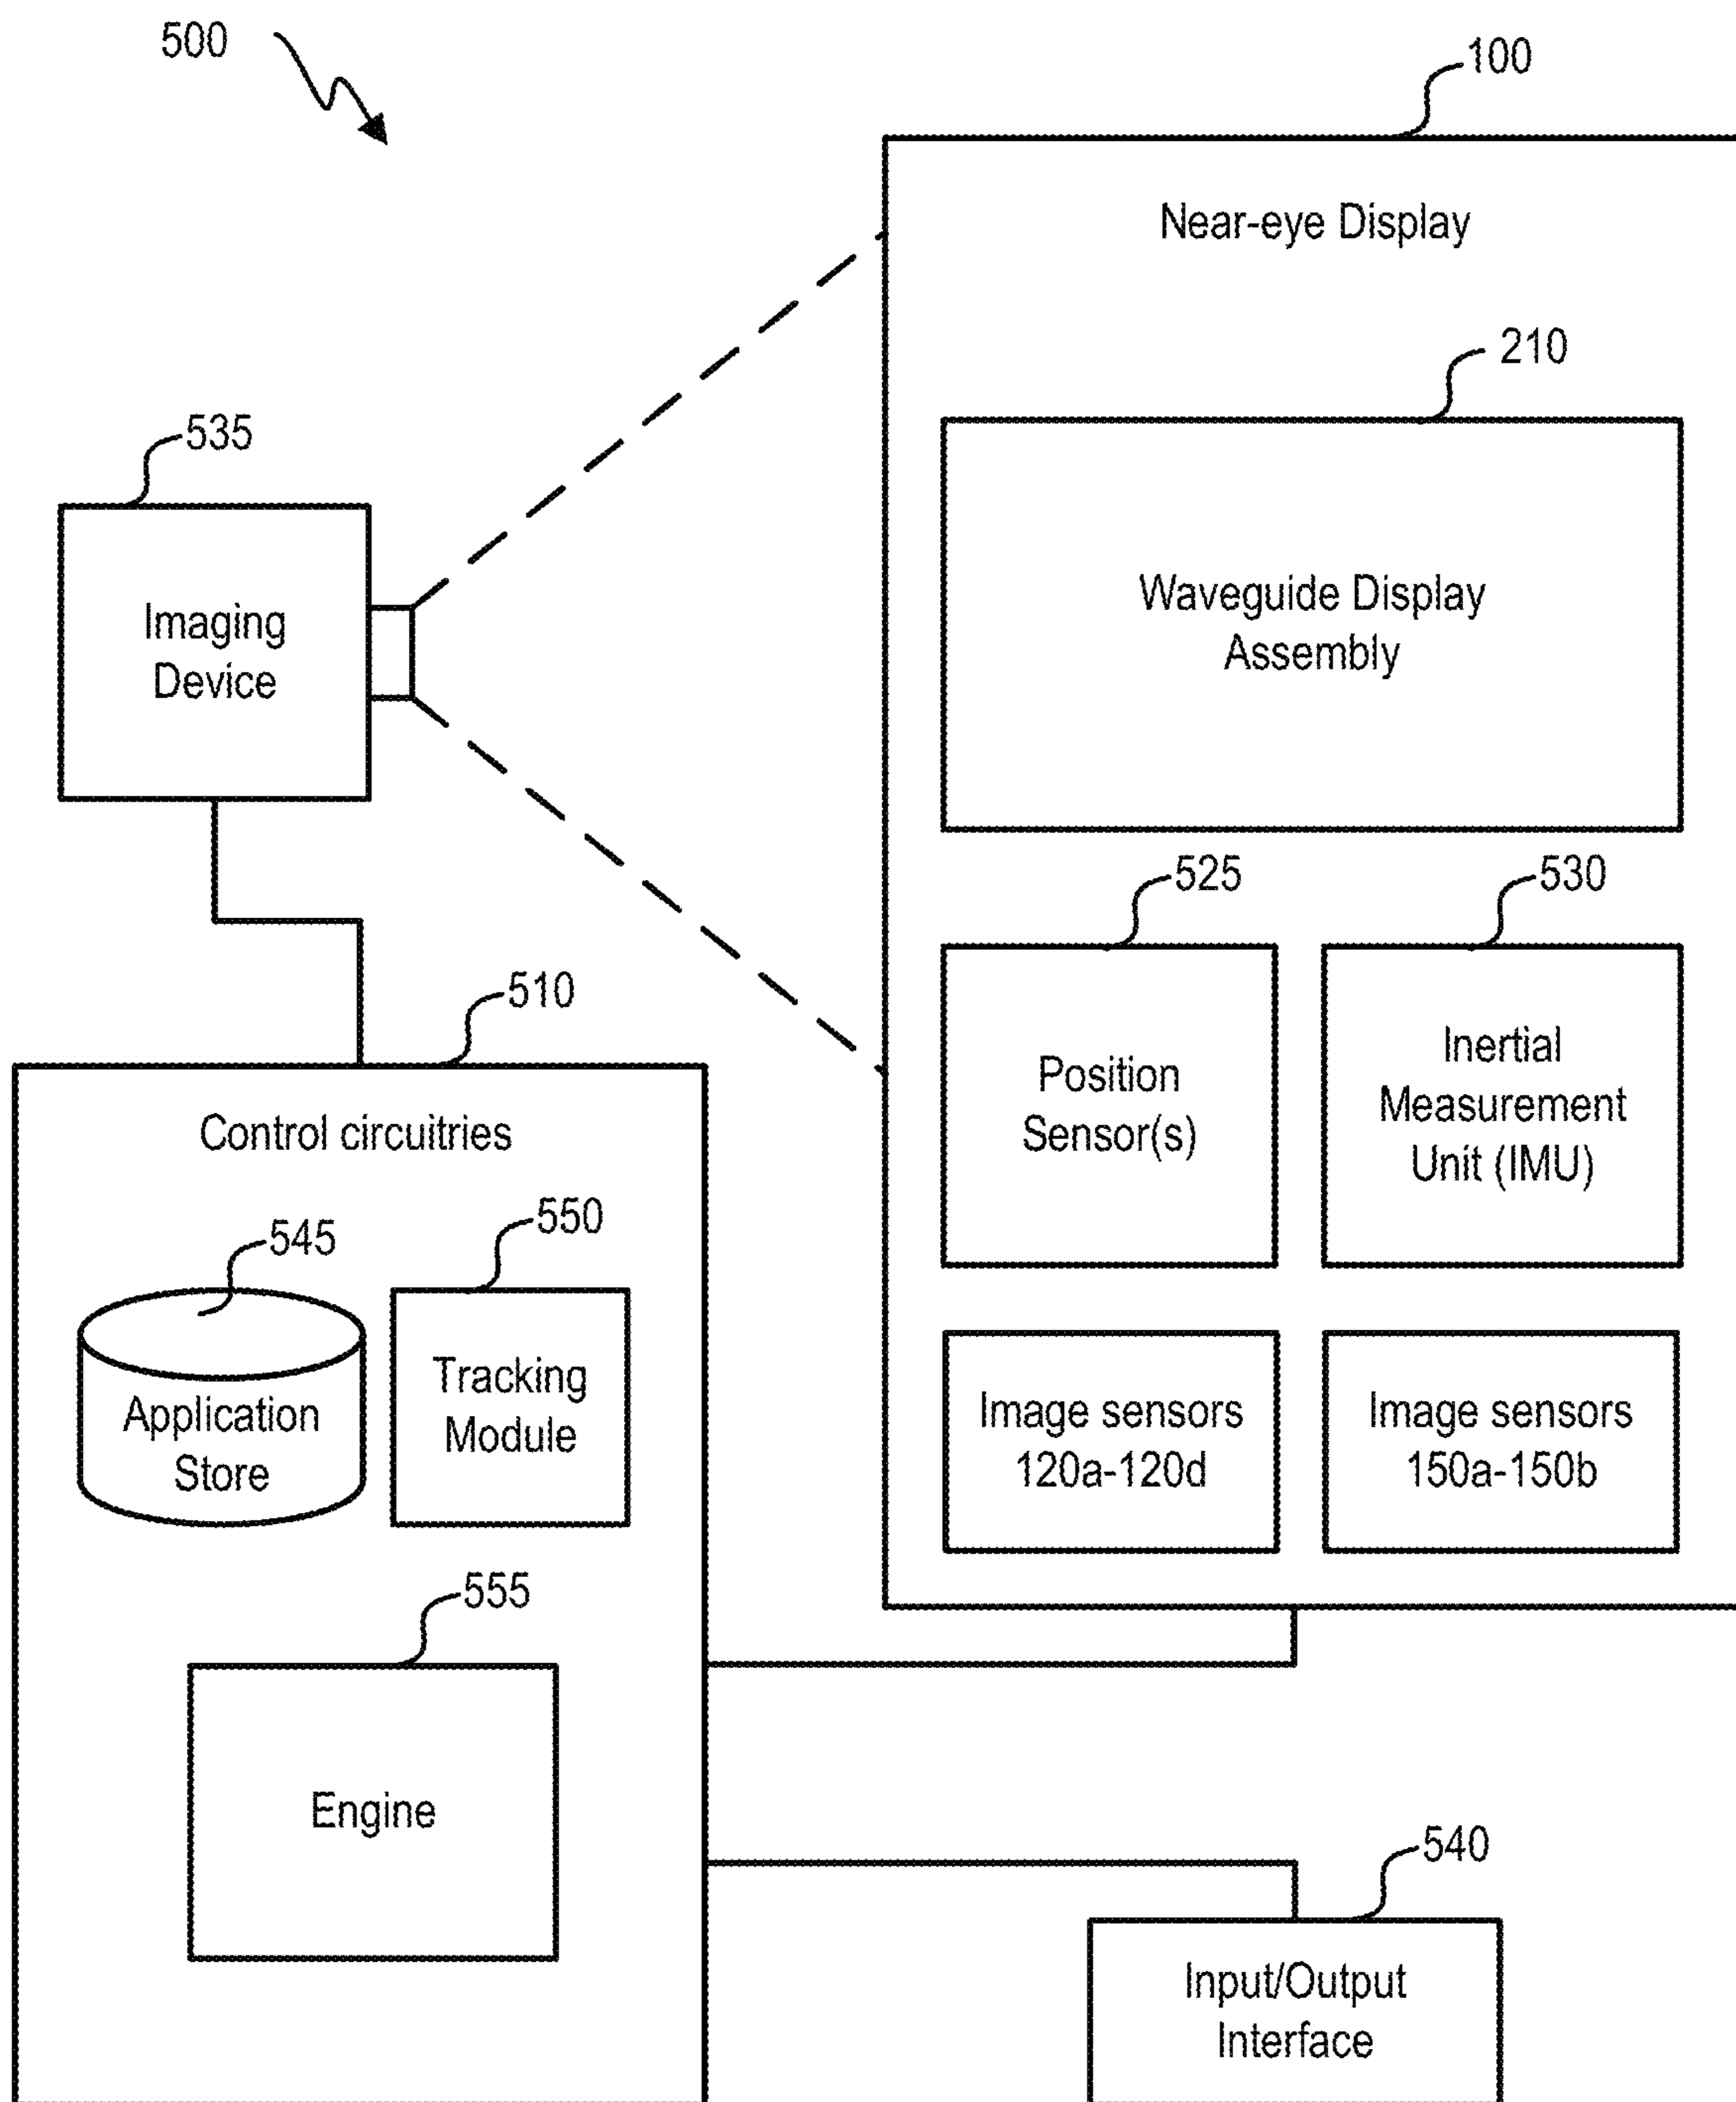 500
100
Near-eye Display
210
Waveguide Display
Assembly
535
Imaging
Device
525
530
Position
Sensor(s)
Inertial
Measurement
Unit (IMU)
Image sensors
120a-120d
Image sensors
150a-150b
510
Control circuitries
545
550
Application
Store
Tracking
Module
555
Engine
540
Input/Output
Interface